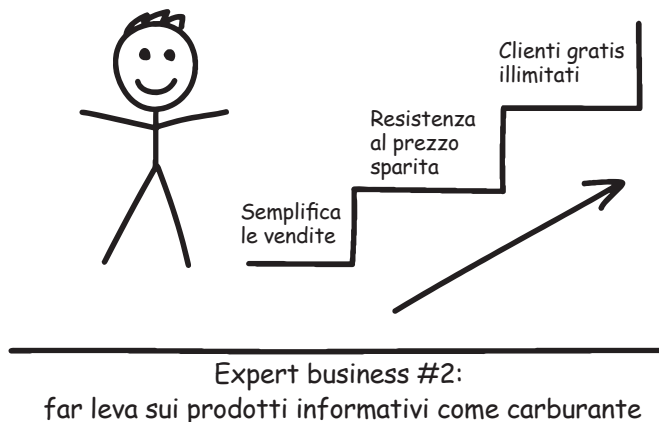 Clienti gratis
illimitati
Resistenza
al prezzo
sparita
Semplifica
le vendite
Expert business #2:
far leva sui prodotti informativi come carburante